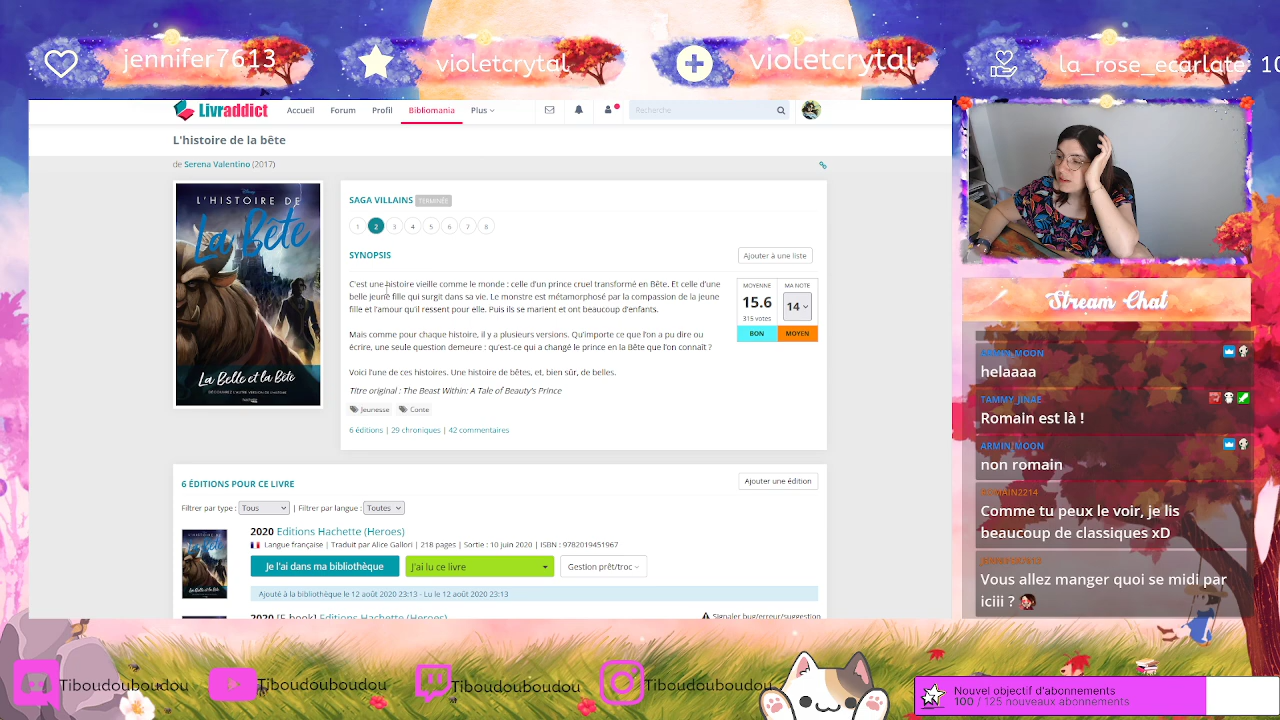 jennifer7613
violetcrytal
violetcrytal
la_rose_ecarlate: 10
Livraddict
Accueil
Forum
Profil
Bibliomania
Plus
Recherche
L'histoire de la bête
de Serena Valentino (2017)
Disney
L'HISTOIRE DE
La Bête
La Belle et la Bête
SAGA VILLAINS TERMINÉE
1 2 3 4 5 6 7 8
SYNOPSIS
Ajouter à une liste
C'est une histoire vieille comme le monde : celle d'un prince cruel transformé en Bête. Et celle d'une
belle jeune fille qui surgit dans sa vie. Le monstre est métamorphosé par la compassion de la jeune
fille et l'amour qu'il ressent pour elle. Puis ils se marient et ont beaucoup d'enfants.
Mais comme pour chaque histoire, il y a plusieurs versions. Qu'importe ce que l'on a pu dire ou
écrire, une seule question demeure : qu'est-ce qui a changé le prince en la Bête que l'on connaît ?
Voici l'une de ces histoires. Une histoire de bêtes, et, bien sûr, de belles.
Titre original : The Beast Within: A Tale of Beauty's Prince
Jeunesse Conte
6 éditions | 29 chroniques | 42 commentaires
MOYENNE
15.6
315 votes
BON
MA NOTE
14
MOYEN
6 ÉDITIONS POUR CE LIVRE
Ajouter une édition
Filtrer par type : Tous | Filtrer par langue : Toutes
2020 Editions Hachette (Heroes)
Langue française | Traduit par Alice Gallori | 218 pages | Sortie : 10 juin 2020 | ISBN : 9782019451967
Je l'ai dans ma bibliothèque
J'ai lu ce livre
Gestion prêt/troc
Ajouté à la bibliothèque le 12 août 2020 23:13 - Lu le 12 août 2020 23:13
2020 [E-book] Editions Hachette (Heroes)
Signaler bug/erreur/suggestion
Stream Chat
ARMIN_MOON
helaaaa
TAMMY_JINAE
Romain est là !
ARMIN_MOON
non romain
ROMAIN2214
Comme tu peux le voir, je lis
beaucoup de classiques xD
JENNIFER7613
Vous allez manger quoi se midi par
iciii ?
Tiboudouboudou
Tiboudouboudou
Tiboudouboudou
Tiboudouboudou
Nouvel objectif d'abonnements
100 / 125 nouveaux abonnements